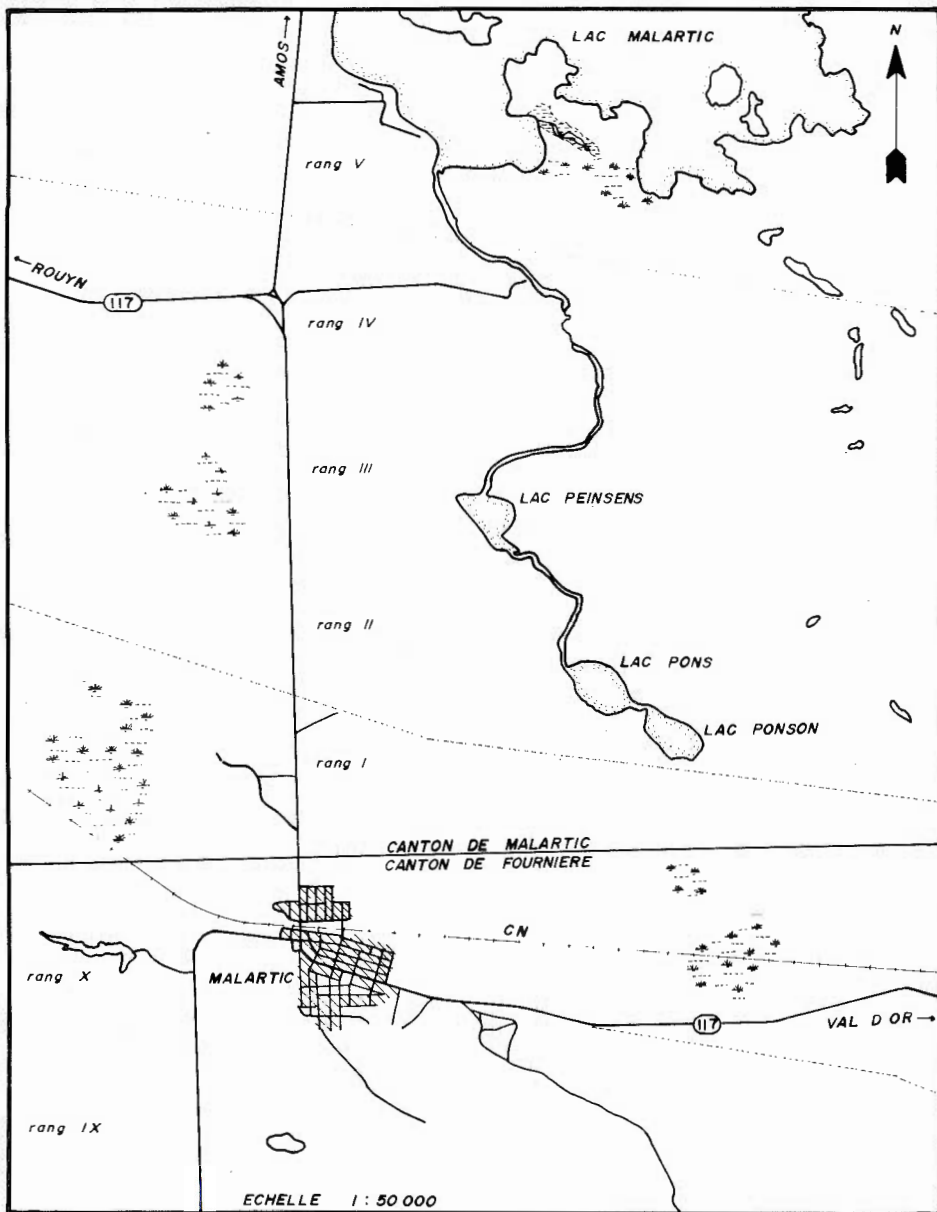 LAC MALARTIC
N
AMOS
rang V
ROUYN
117
rang IV
rang III
LAC PEINSENS
rang II
LAC PONS
LAC PONSON
rang I
CANTON DE MALARTIC
CANTON DE FOURNIERE
CN
rang X
MALARTIC
117
VAL D OR
rang IX
ECHELLE 1 : 50 000